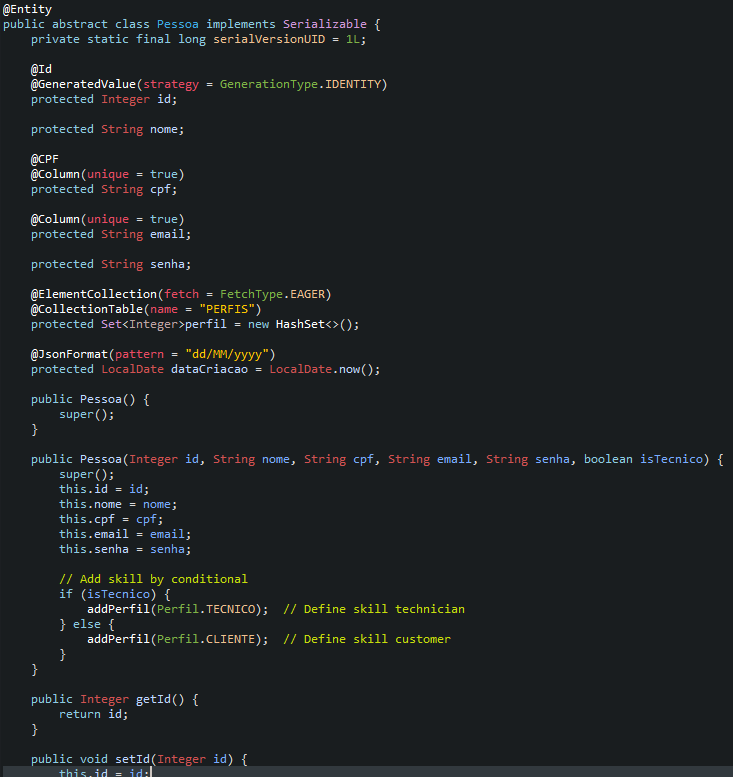 @Entity
public abstract class Pessoa implements Serializable {
    private static final long serialVersionUID = 1L;

    @Id
    @GeneratedValue(strategy = GenerationType.IDENTITY)
    protected Integer id;

    protected String nome;

    @CPF
    @Column(unique = true)
    protected String cpf;

    @Column(unique = true)
    protected String email;

    protected String senha;

    @ElementCollection(fetch = FetchType.EAGER)
    @CollectionTable(name = "PERFIS")
    protected Set<Integer>perfil = new HashSet<>();

    @JsonFormat(pattern = "dd/MM/yyyy")
    protected LocalDate dataCriacao = LocalDate.now();

    public Pessoa() {
        super();
    }

    public Pessoa(Integer id, String nome, String cpf, String email, String senha, boolean isTecnico) {
        super();
        this.id = id;
        this.nome = nome;
        this.cpf = cpf;
        this.email = email;
        this.senha = senha;

        // Add skill by conditional
        if (isTecnico) {
            addPerfil(Perfil.TECNICO);  // Define skill technician
        } else {
            addPerfil(Perfil.CLIENTE);  // Define skill customer
        }
    }

    public Integer getId() {
        return id;
    }

    public void setId(Integer id) {
        this.id = id;